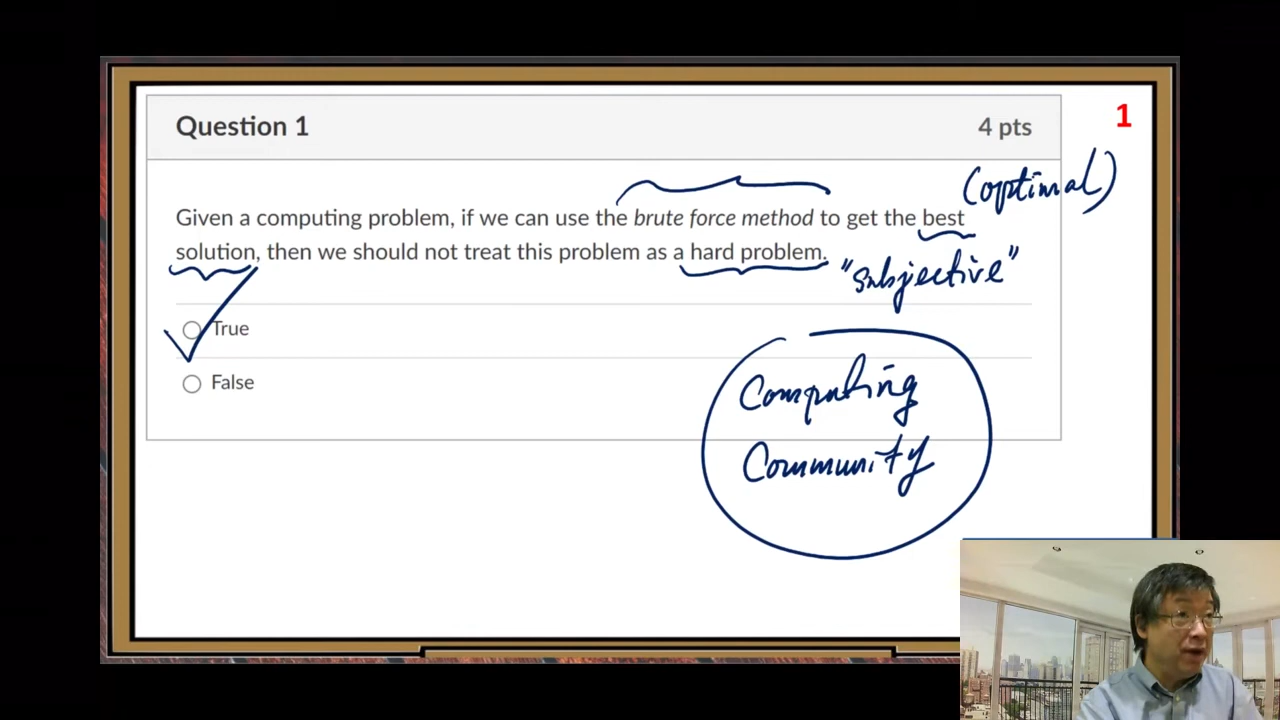 Question 1
4 pts
1
(optimal)
Given a computing problem, if we can use the brute force method to get the best
solution, then we should not treat this problem as a hard problem.
"subjective"
True
False
Computing
Community